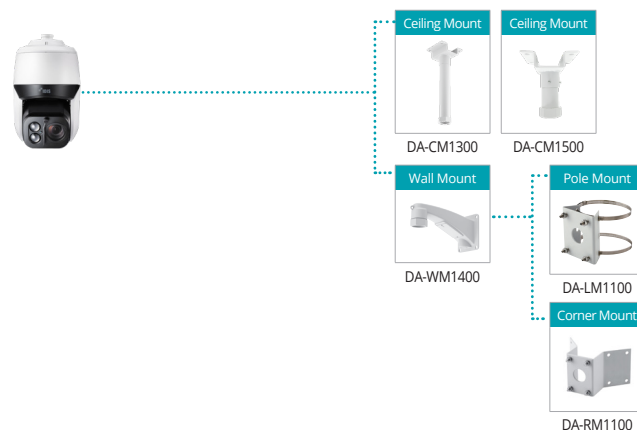 Ceiling Mount
Ceiling Mount
DA-CM1300
DA-CM1500
Wall Mount
Pole Mount
DA-WM1400
DA-LM1100
Corner Mount
DA-RM1100